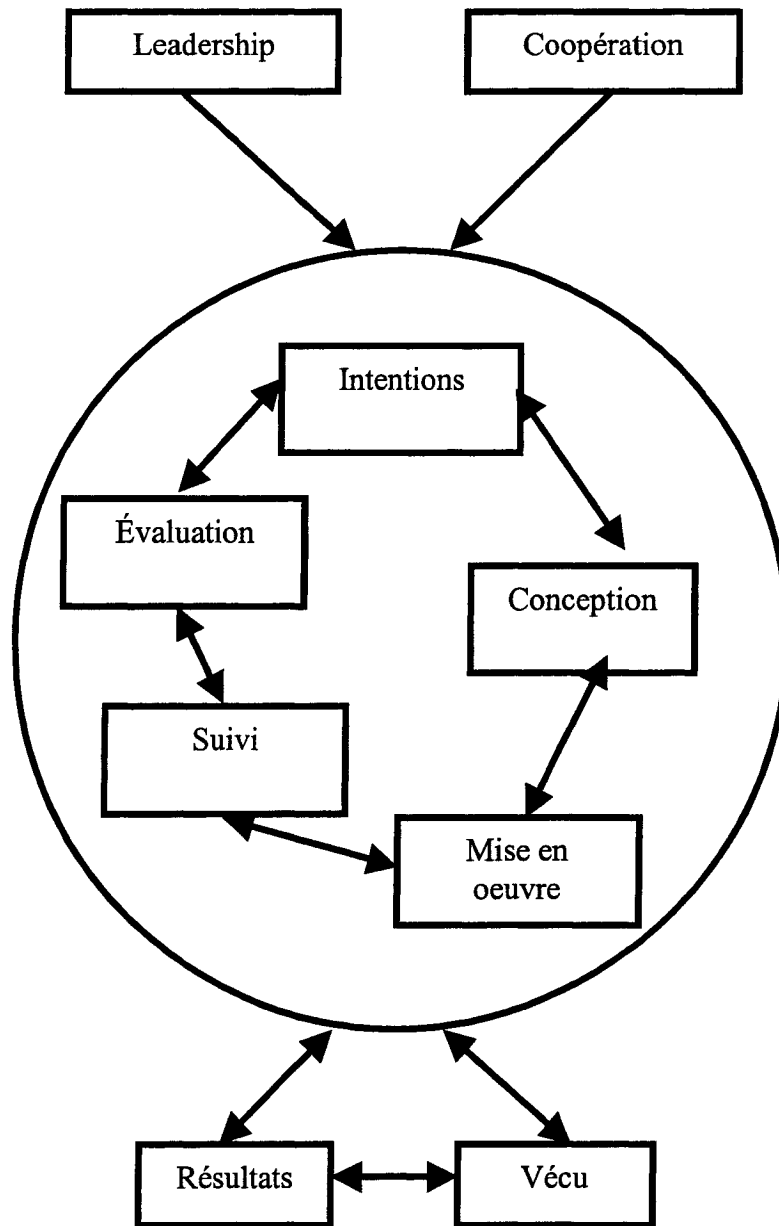 Leadership
Coopération
Intentions
Évaluation
Conception
Suivi
Mise en
oeuvre
Résultats
Vécu